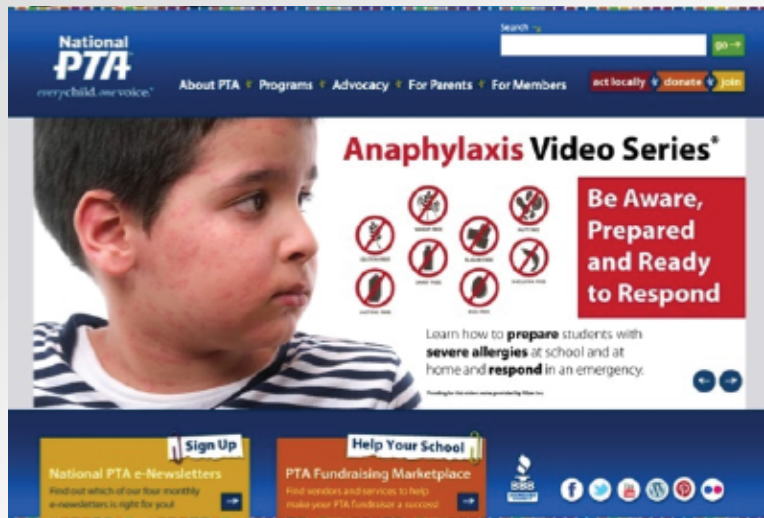 Search
go
National
PTA
everychild.onevoice.®
About PTA
Programs
Advocacy
For Parents
For Members
act locally
donate
join
Anaphylaxis Video Series®
Be Aware,
Prepared
and Ready
to Respond
Learn how to prepare students with
severe allergies at school and at
home and respond in an emergency.
Sign Up
National PTA e-Newsletters
Find out which of our four monthly
e-newsletters is right for you!
Help Your School
PTA Fundraising Marketplace
Find vendors and services to help
make your PTA fundraiser a success!
BBB